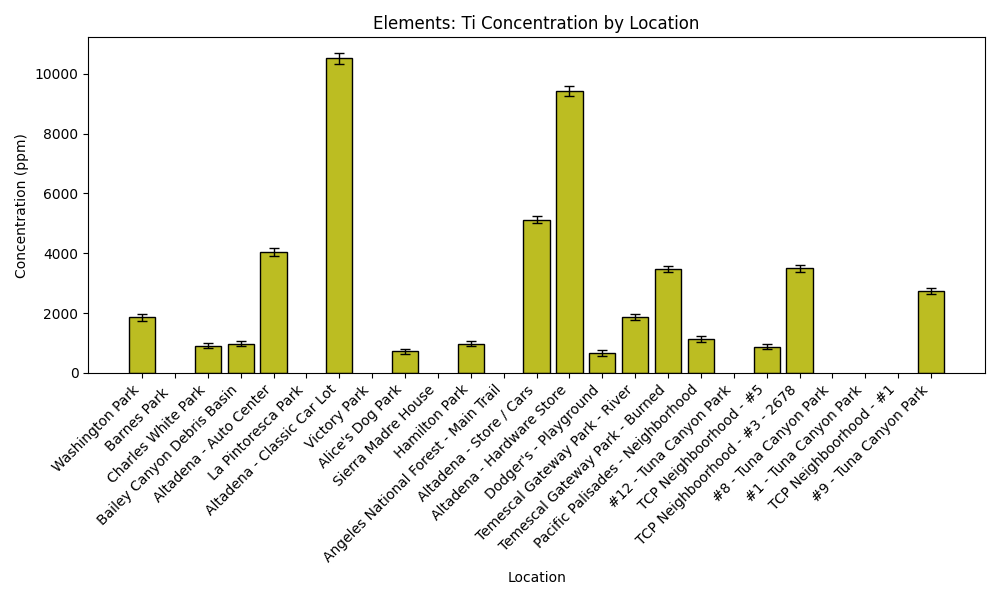 Elements: Ti Concentration by Location
Concentration (ppm)
10000
8000
6000
4000
2000
0
Washington Park
Barnes Park
Charles White Park
Bailey Canyon Debris Basin
Altadena - Auto Center
La Pintoresca Park
Altadena - Classic Car Lot
Victory Park
Alice's Dog Park
Sierra Madre House
Hamilton Park
Angeles National Forest - Main Trail
Altadena - Store / Cars
Altadena - Hardware Store
Dodger's - Playground
Temescal Gateway Park - River
Temescal Gateway Park - Burned
Pacific Palisades - Neighborhood
#12 - Tuna Canyon Park
TCP Neighboorhood - #5
TCP Neighboorhood - #3 - 2678
#8 - Tuna Canyon Park
#1 - Tuna Canyon Park
TCP Neighboorhood - #1
#9 - Tuna Canyon Park
Location